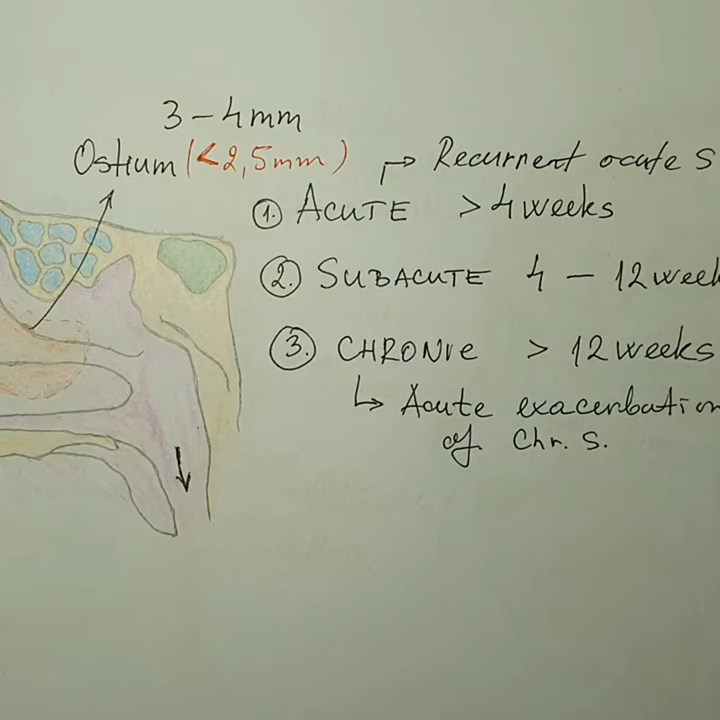 3-4mm
Ostium (<2,5mm)
Recurrent acute S
1. ACUTE >4weeks
2. SUBACUTE 4 - 12week
3. CHRONIC > 12weeks
Acute exacerbation
of Chr. S.